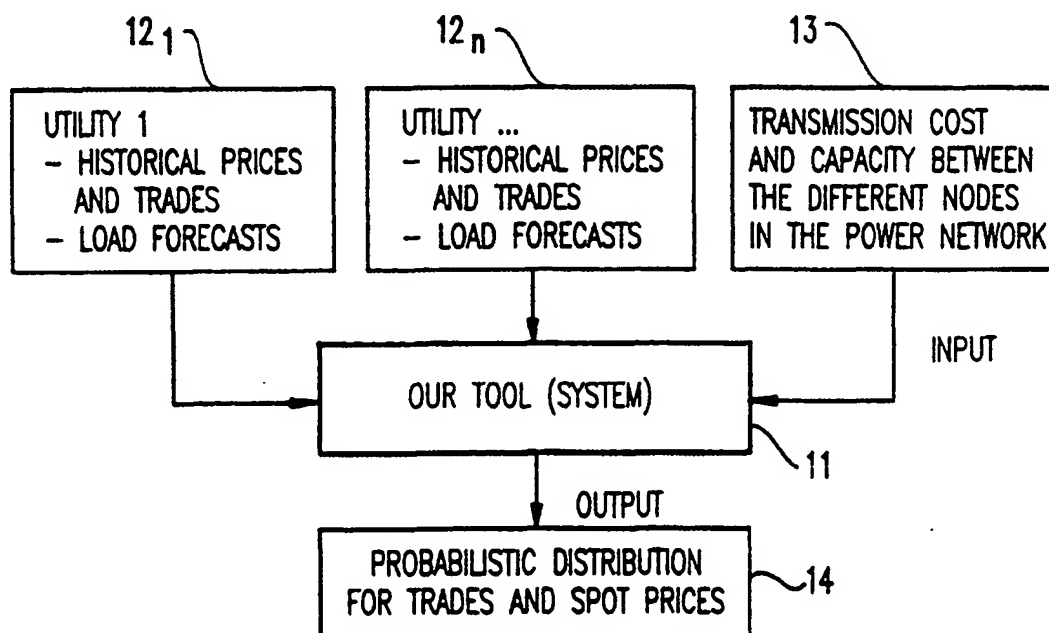 12 1
12 n
13
UTILITY 1
- HISTORICAL PRICES
AND TRADES
- LOAD FORECASTS
UTILITY ...
- HISTORICAL PRICES
AND TRADES
- LOAD FORECASTS
TRANSMISSION COST
AND CAPACITY BETWEEN
THE DIFFERENT NODES
IN THE POWER NETWORK
INPUT
OUR TOOL (SYSTEM)
11
OUTPUT
PROBABILISTIC DISTRIBUTION
FOR TRADES AND SPOT PRICES
14